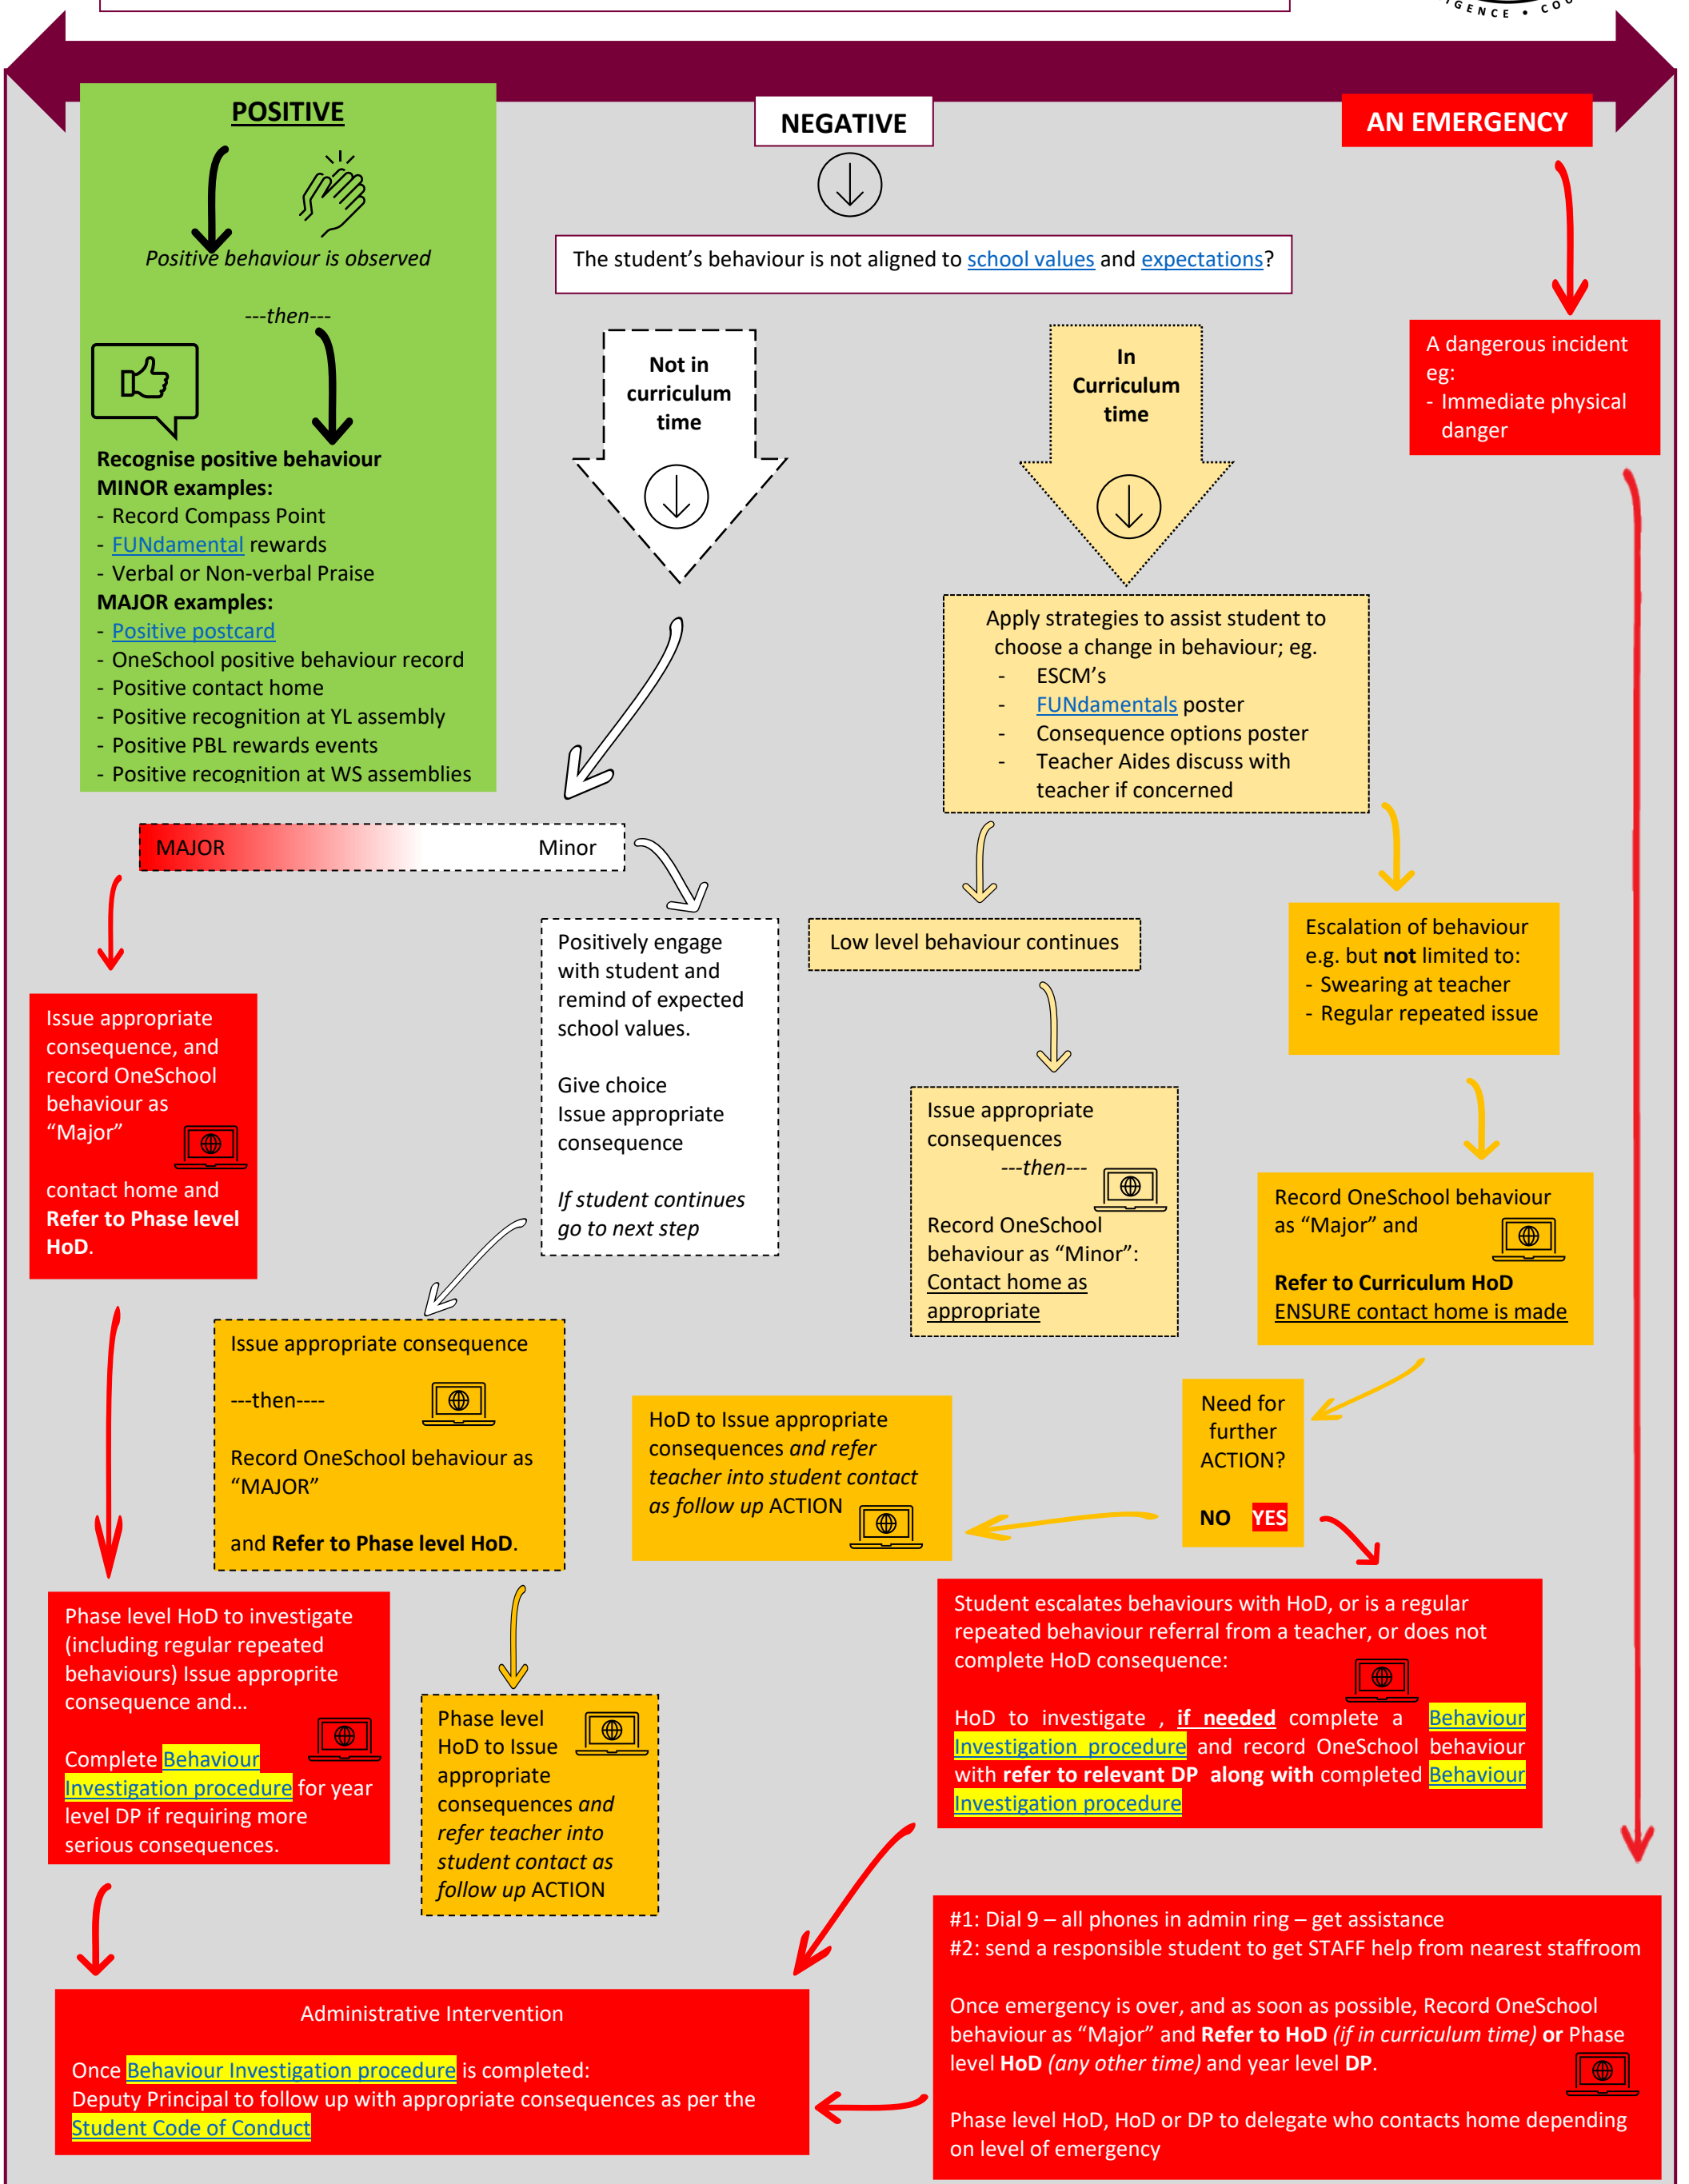 IGENCE • COU
POSITIVE
Positive behaviour is observed
---then---
Recognise positive behaviour
MINOR examples:
- Record Compass Point
- FUNdamental rewards
- Verbal or Non-verbal Praise
MAJOR examples:
- Positive postcard
- OneSchool positive behaviour record
- Positive contact home
- Positive recognition at YL assembly
- Positive PBL rewards events
- Positive recognition at WS assemblies
NEGATIVE
The student's behaviour is not aligned to school values and expectations?
Not in
curriculum
time
In
Curriculum
time
AN EMERGENCY
A dangerous incident
eg:
- Immediate physical
danger
Apply strategies to assist student to
choose a change in behaviour; eg.
- ESCM's
- FUNdamentals poster
- Consequence options poster
- Teacher Aides discuss with
teacher if concerned
MAJOR Minor
Positively engage
with student and
remind of expected
school values.
Give choice
Issue appropriate
consequence
If student continues
go to next step
Low level behaviour continues
Escalation of behaviour
e.g. but not limited to:
- Swearing at teacher
- Regular repeated issue
Issue appropriate
consequence, and
record OneSchool
behaviour as
"Major"
contact home and
Refer to Phase level
HoD.
Issue appropriate
consequences
---then---
Record OneSchool
behaviour as "Minor":
Contact home as
appropriate
Record OneSchool behaviour
as "Major" and
Refer to Curriculum HoD
ENSURE contact home is made
Issue appropriate consequence
---then----
Record OneSchool behaviour as
"MAJOR"
and Refer to Phase level HoD.
HoD to Issue appropriate
consequences and refer
teacher into student contact
as follow up ACTION
Need for
further
ACTION?
NO YES
Phase level HoD to investigate
(including regular repeated
behaviours) Issue approprite
consequence and...
Complete Behaviour
Investigation procedure for year
level DP if requiring more
serious consequences.
Phase level
HoD to Issue
appropriate
consequences and
refer teacher into
student contact as
follow up ACTION
Student escalates behaviours with HoD, or is a regular
repeated behaviour referral from a teacher, or does not
complete HoD consequence:
HoD to investigate , if needed complete a Behaviour
Investigation procedure and record OneSchool behaviour
with refer to relevant DP along with completed Behaviour
Investigation procedure
#1: Dial 9 – all phones in admin ring – get assistance
#2: send a responsible student to get STAFF help from nearest staffroom
Once emergency is over, and as soon as possible, Record OneSchool
behaviour as "Major" and Refer to HoD (if in curriculum time) or Phase
level HoD (any other time) and year level DP.
Phase level HoD, HoD or DP to delegate who contacts home depending
on level of emergency
Administrative Intervention
Once Behaviour Investigation procedure is completed:
Deputy Principal to follow up with appropriate consequences as per the
Student Code of Conduct